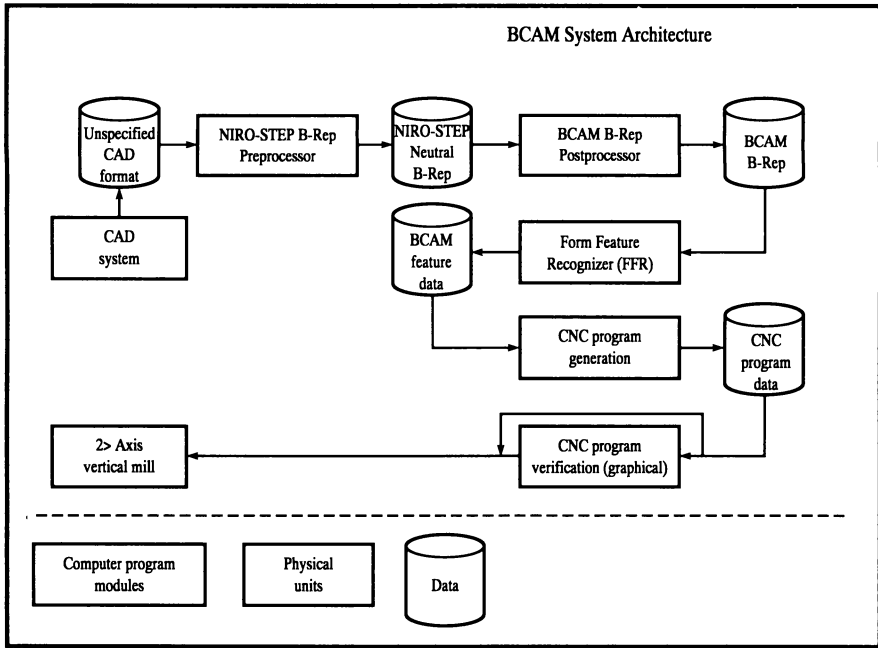 BCAM System Architecture
Unspecified
CAD
format
NIRO-STEP B-Rep
Preprocessor
NIRO-STEP
Neutral
B-Rep
BCAM B-Rep
Postprocessor
BCAM
B-Rep
CAD
system
BCAM
feature
data
Form Feature
Recognizer (FFR)
CNC program
generation
CNC
program
data
2> Axis
vertical mill
CNC program
verification (graphical)
Computer program
modules
Physical
units
Data